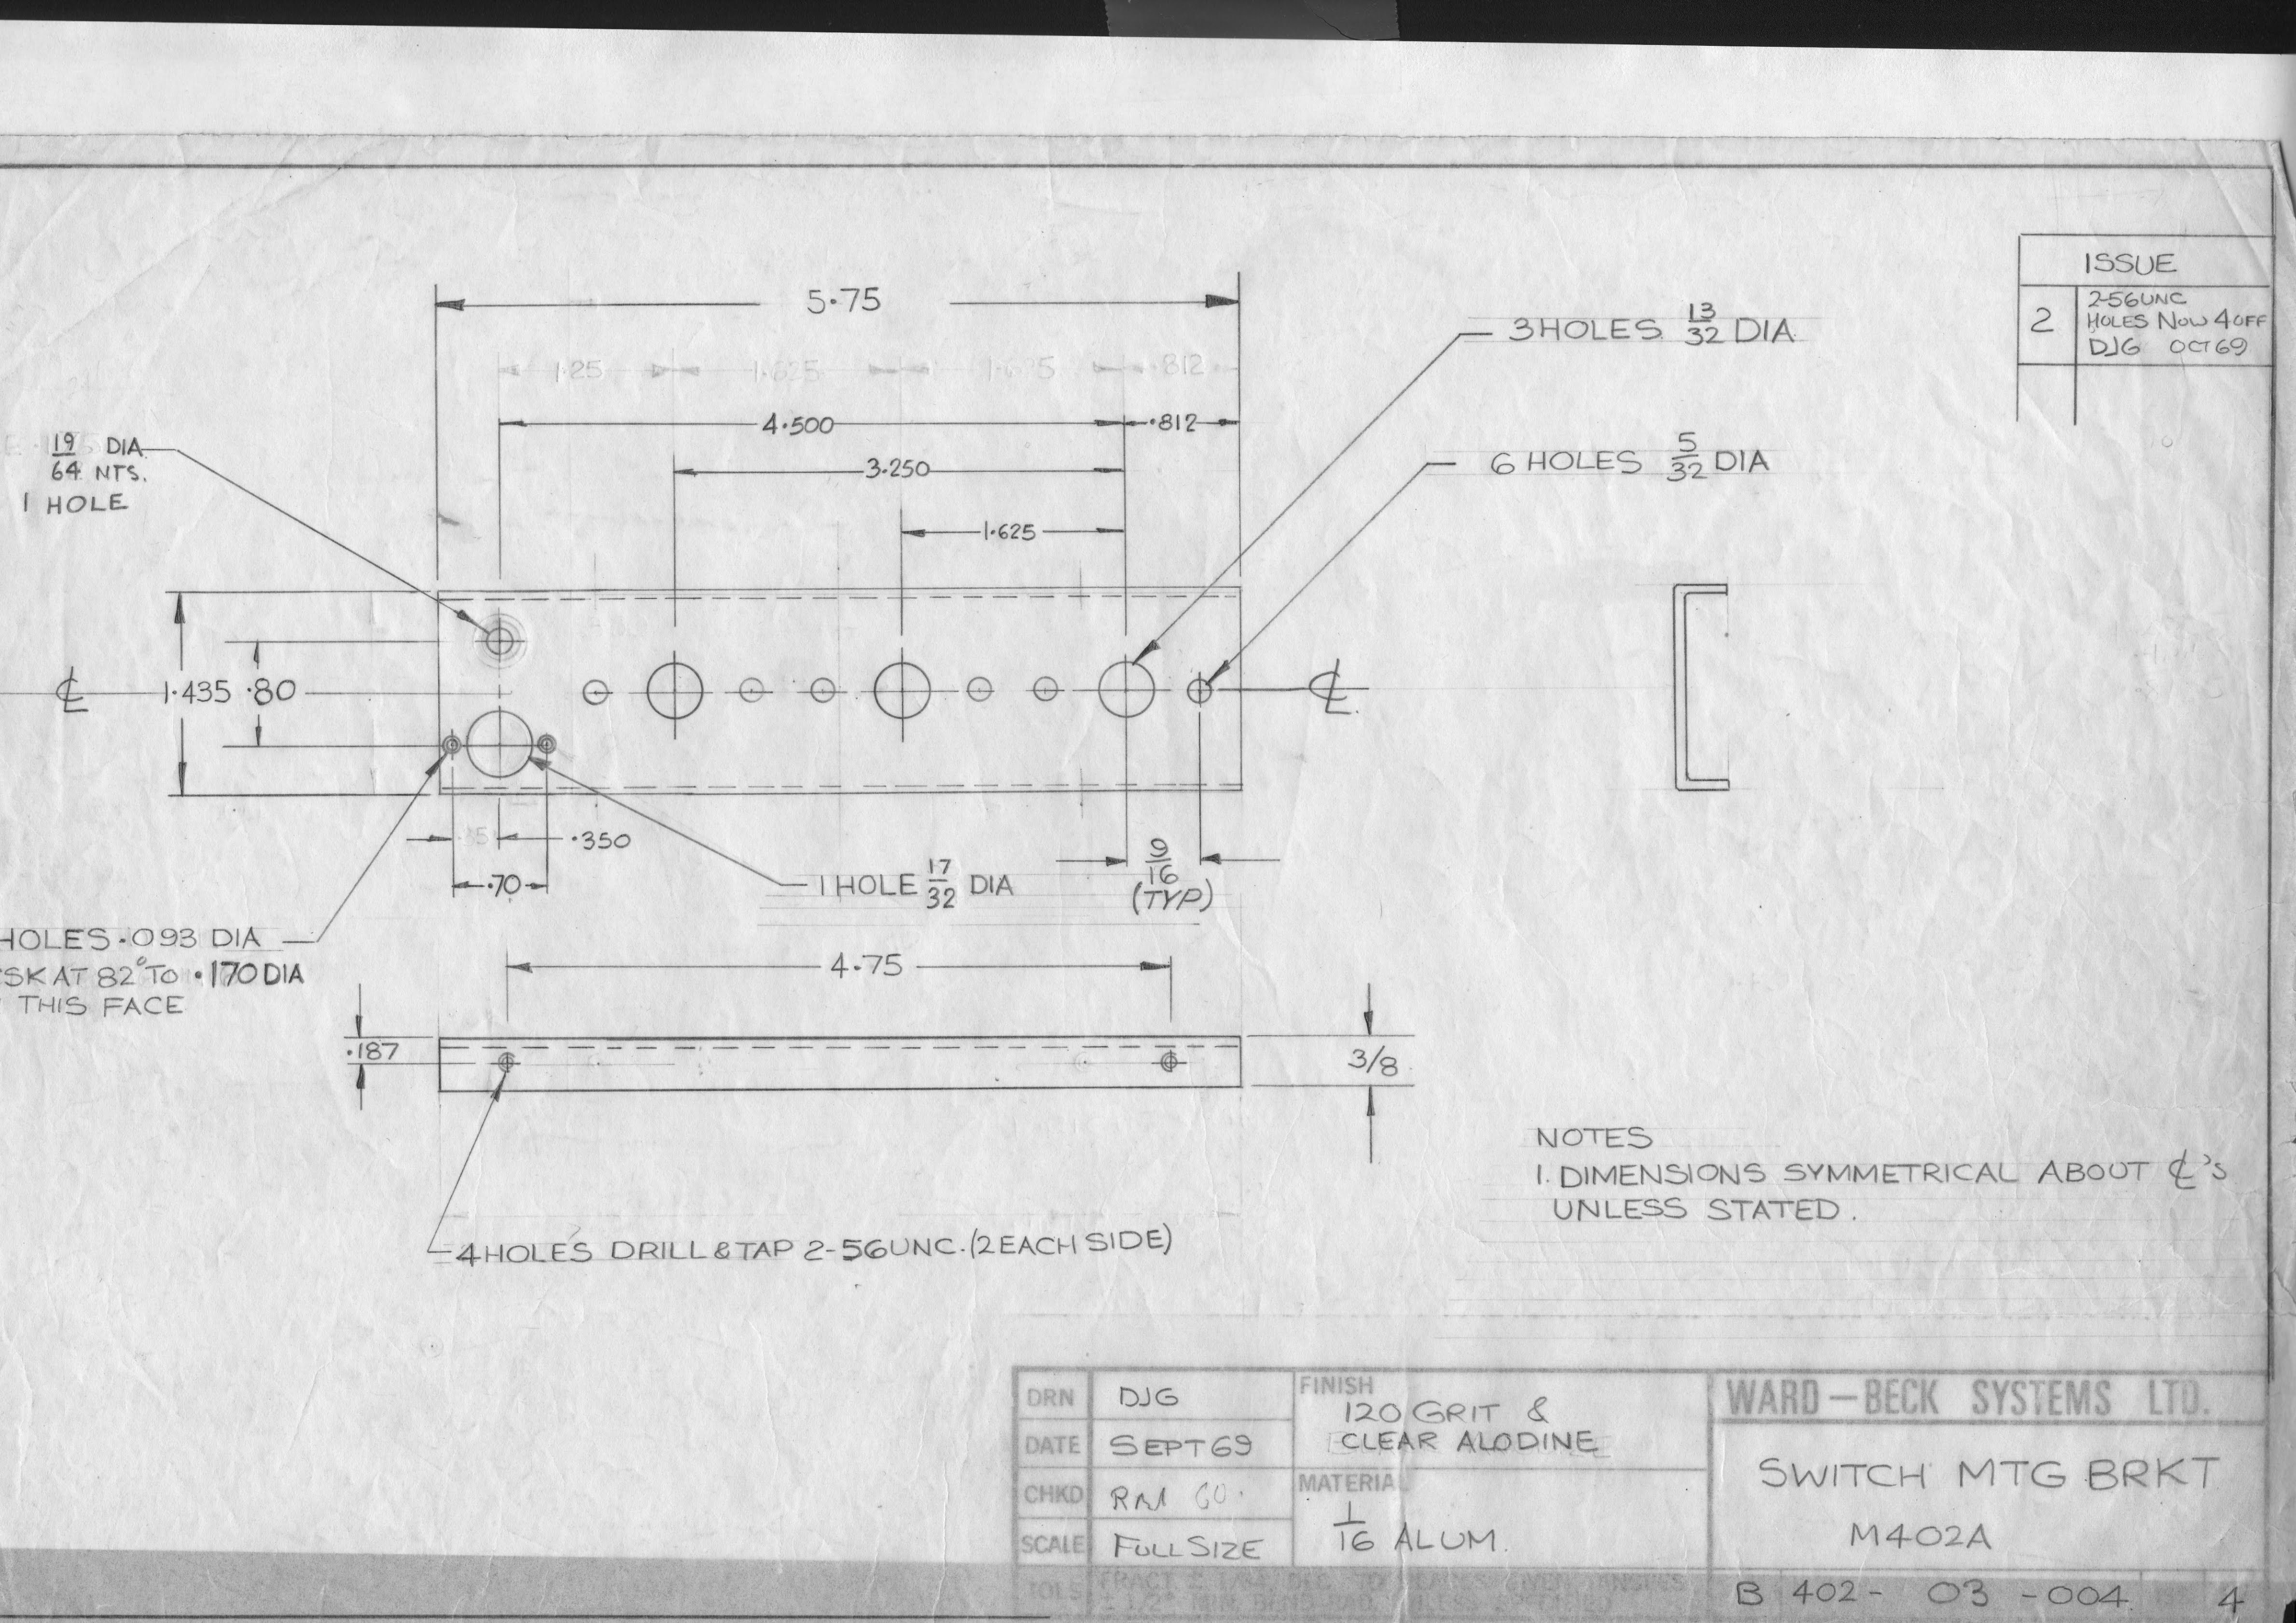 5.75
1.25 1.625 1.625 .812
4.500 .812
3.250
1.625
3 HOLES 13/32 DIA.
6 HOLES 5/32 DIA
ISSUE
2
2-56UNC
HOLES NOW 4 OFF
DJG OCT 69
19/64 DIA
NTS.
1 HOLE
℄ 1.435 .80
℄
.350
.70
1 HOLE 17/32 DIA
9/16
(TYP)
HOLES .093 DIA
SK AT 82° TO .170 DIA
THIS FACE
4.75
.187
3/8
4 HOLES DRILL & TAP 2-56UNC. (2 EACH SIDE)
NOTES
1. DIMENSIONS SYMMETRICAL ABOUT ℄'s
UNLESS STATED.
DRN DJG
DATE SEPT 69
CHKD RM
SCALE FULL SIZE
TOLS
FINISH
120 GRIT &
CLEAR ALODINE
MATERIAL
1/16 ALUM.
WARD-BECK SYSTEMS LTD.
SWITCH MTG BRKT
M402A
B 402- 03 -004 4